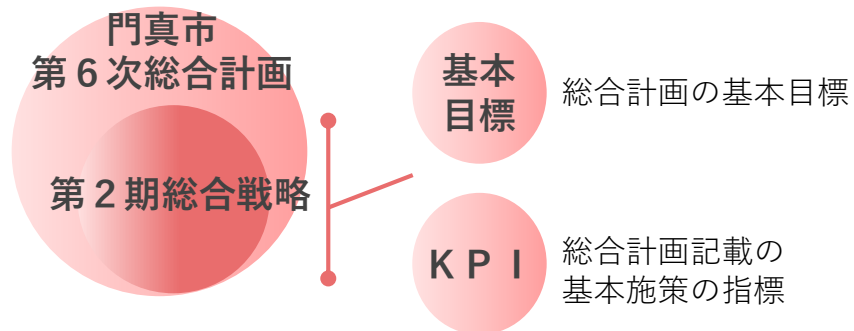 門真市
第６次総合計画
第２期総合戦略
基本
目標
総合計画の基本目標
ＫＰＩ
総合計画記載の
基本施策の指標